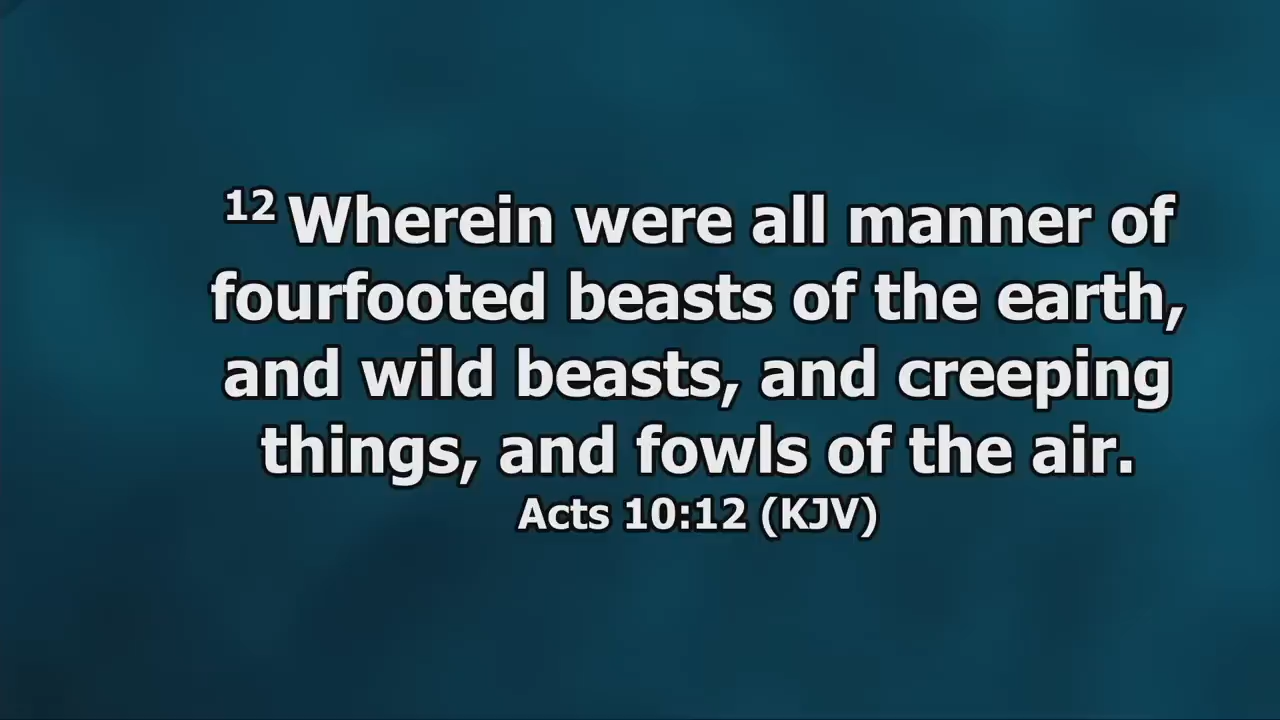 12 Wherein were all manner of
fourfooted beasts of the earth,
and wild beasts, and creeping
things, and fowls of the air.
Acts 10:12 (KJV)